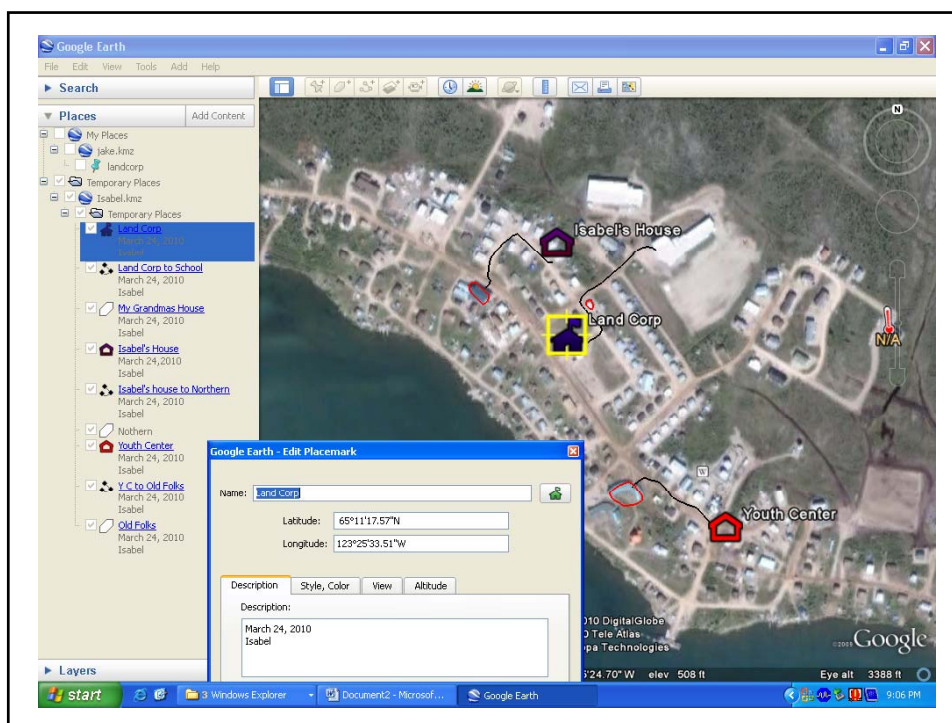 Google Earth
File Edit View Tools Add Help
Search
Places
Add Content
My Places
jake.kmz
landcorp
Temporary Places
Isabel.kmz
Temporary Places
Land Corp
March 24, 2010
Isabel
Land Corp to School
March 24, 2010
Isabel
My Grandmas House
March 24, 2010
Isabel
Isabel's House
March 24,2010
Isabel
Isabel's house to Northern
March 24, 2010
Isabel
Nothern
Youth Center
March 24, 2010
Isabel
Y C to Old Folks
March 24, 2010
Isabel
Old Folks
March 24, 2010
Isabel
Layers
N
Isabel's House
Land Corp
N/A
W
Youth Center
Google Earth - Edit Placemark
Name: Land Corp
Latitude: 65°11'17.57"N
Longitude: 123°25'33.51"W
Description Style, Color View Altitude
Description:
March 24, 2010
Isabel
10 DigitalGlobe
Tele Atlas
pa Technologies
©2009 Google
'24.70" W elev 508 ft Eye alt 3388 ft
start 3 Windows Explorer Document2 - Microsof... Google Earth 9:06 PM